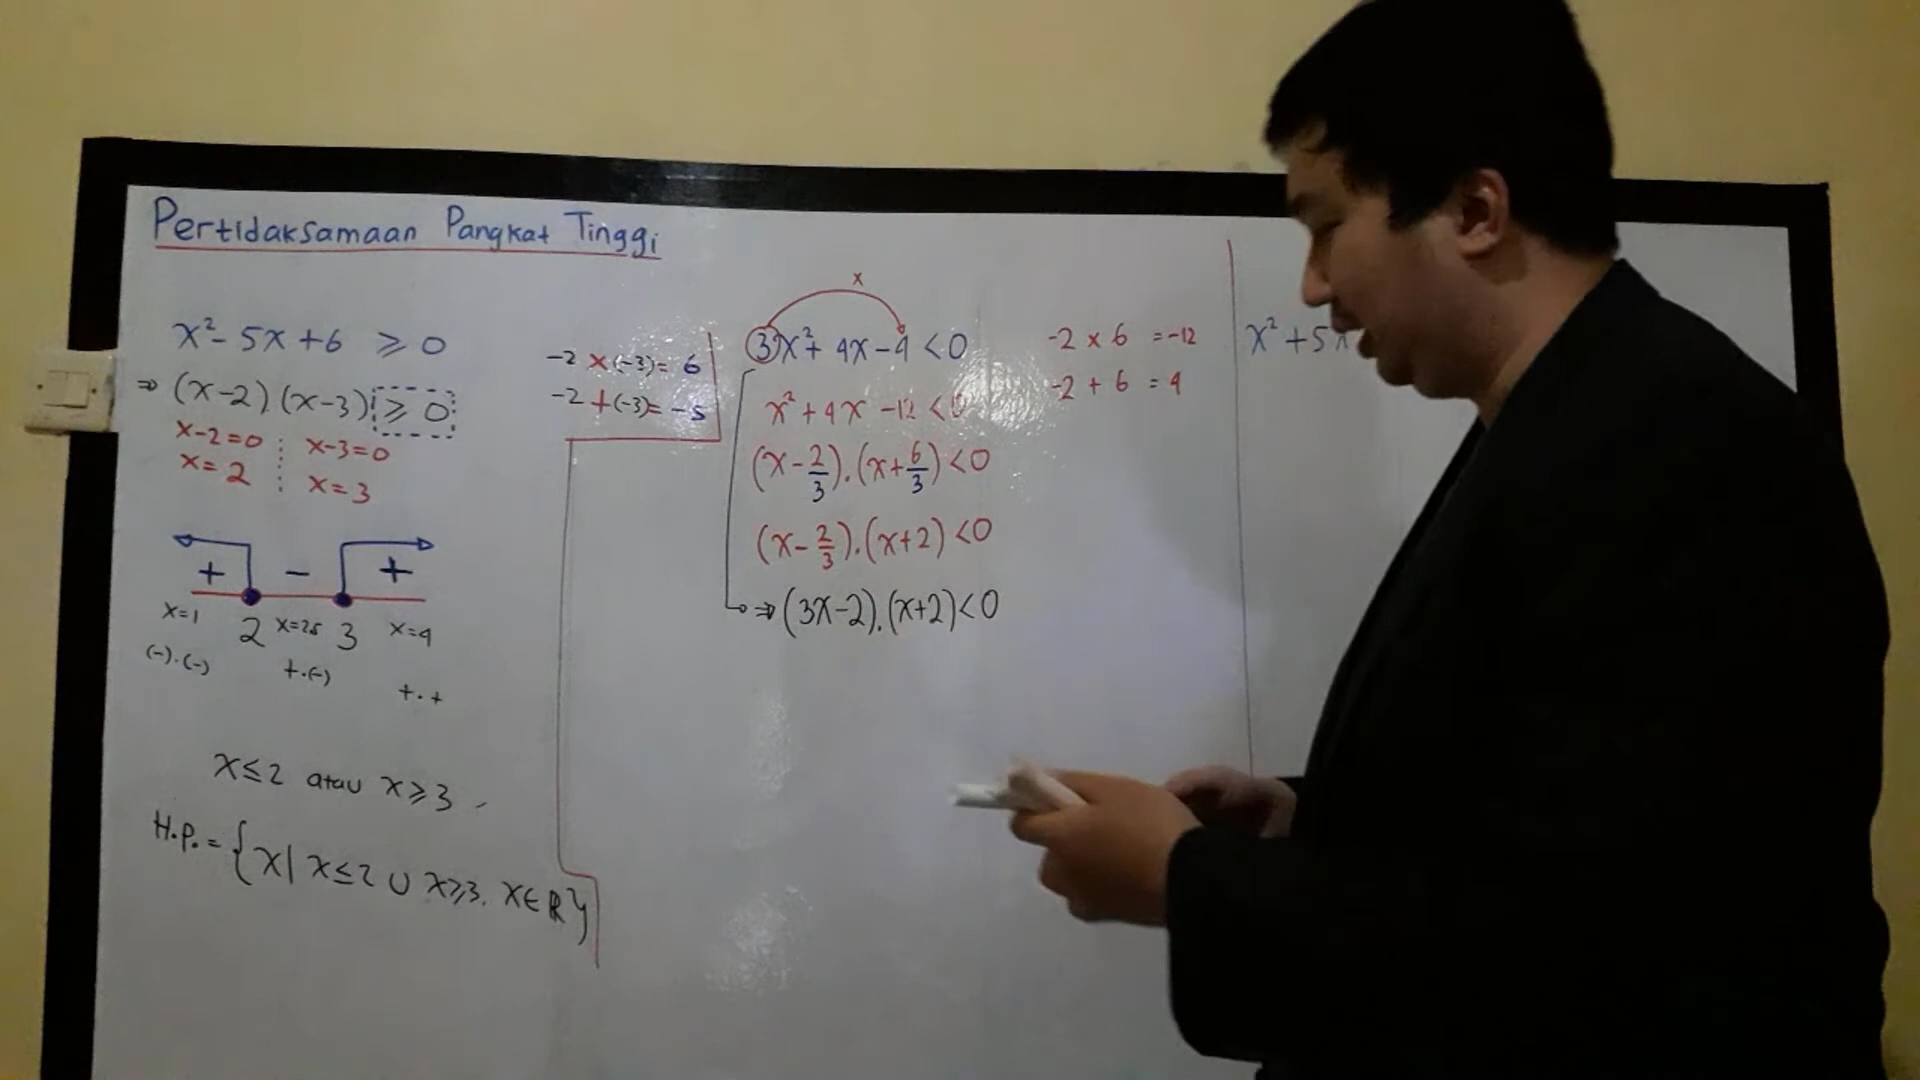 Pertidaksamaan Pangkat Tinggi
x² - 5x + 6 ≥ 0
⇒ (x-2).(x-3) ≥ 0
x-2=0 x-3=0
x=2 x=3
-2 x (-3) = 6
-2 + (-3) = -5
+ - +
x=1 2 x=2,5 3 x=4
(-).(-) +.(-) +.+
x≤2 atau x≥3
H.P. = {x| x≤2 ∪ x≥3, x∈R}
x
3x² + 4x - 4 < 0
x² + 4x - 12 < 0
(x - 2/3).(x + 6/3) < 0
(x - 2/3).(x+2) < 0
⇒ (3x-2).(x+2) < 0
-2 x 6 = -12
-2 + 6 = 4
x² + 5x